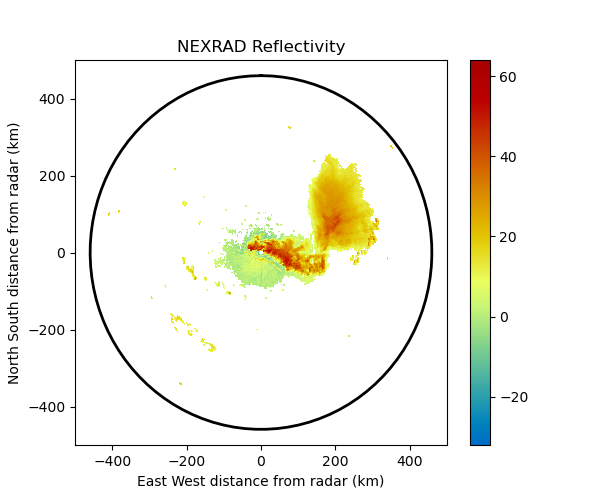 NEXRAD Reflectivity
North South distance from radar (km)
400
200
0
−200
−400
−400 −200 0 200 400
East West distance from radar (km)
60
40
20
0
−20